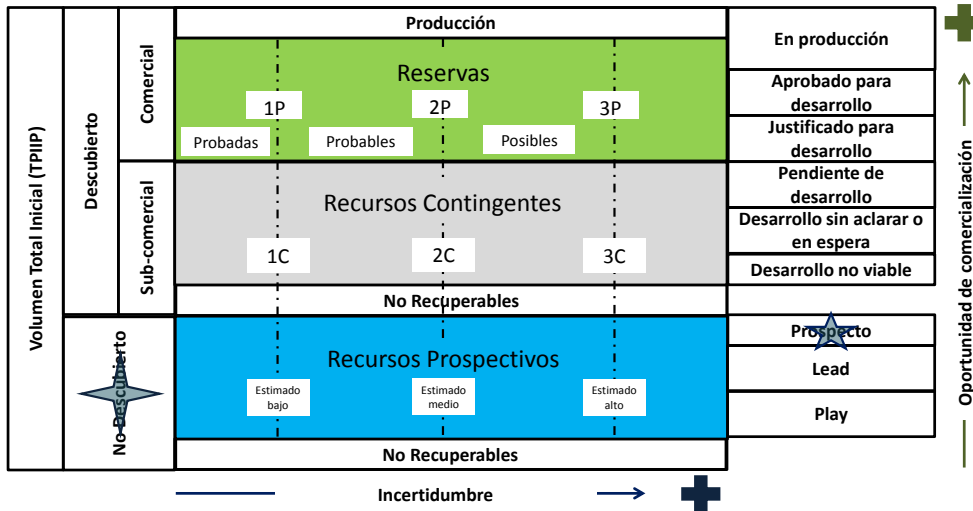 Producción
En producción
Reservas
Aprobado para
desarrollo
1P
2P
3P
Justificado para
desarrollo
Probadas
Probables
Posibles
Pendiente de
desarrollo
Recursos Contingentes
Desarrollo sin aclarar o
en espera
1C
2C
3C
Desarrollo no viable
No Recuperables
Prospecto
Recursos Prospectivos
Lead
Estimado
bajo
Estimado
medio
Estimado
alto
Play
No Recuperables
Incertidumbre
Volumen Total Inicial (TPIIP)
Descubierto
No Descubierto
Comercial
Sub-comercial
Oportunidad de comercialización